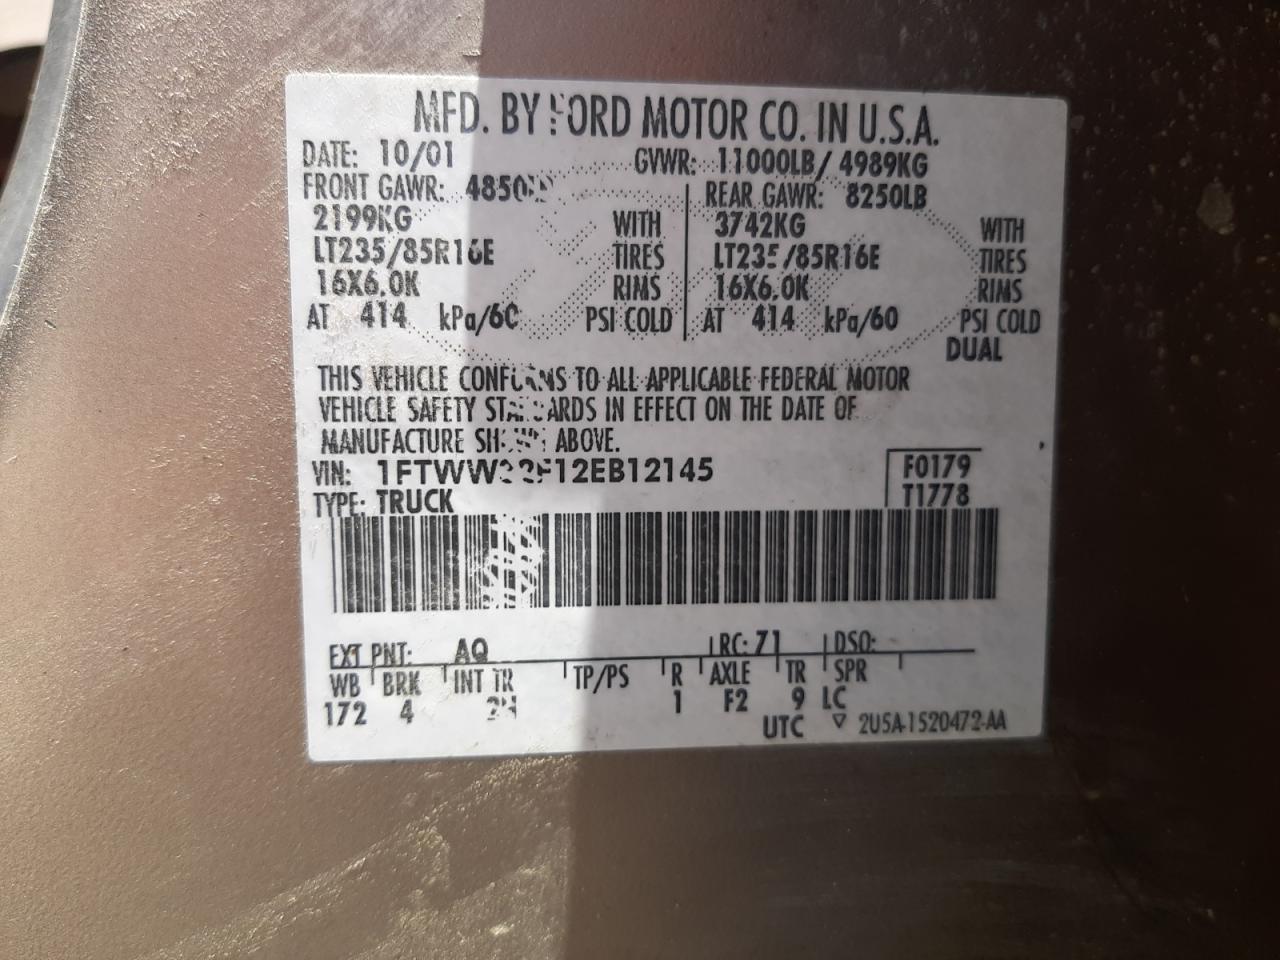 MFD. BY FORD MOTOR CO. IN U.S.A.
DATE: 10/01 GVWR: 11000LB/ 4989KG
FRONT GAWR: REAR GAWR: 8250LB
2199KG WITH 3742KG WITH
LT235/85R16E TIRES LT235/85R16E TIRES
16X6.0K RIMS 16X6.0K RIMS
AT 414 kPa/60 PSI COLD AT 414 kPa/60 PSI COLD
DUAL
THIS VEHICLE CONFORMS TO ALL APPLICABLE FEDERAL MOTOR
VEHICLE SAFETY STANDARDS IN EFFECT ON THE DATE OF
MANUFACTURE SHOWN ABOVE.
VIN: F0179
TYPE: TRUCK T1778
EXT PNT: AQ RC: 71 DSO:
WB BRK INT TR TP/PS R AXLE TR SPR
172 4 1 F2 9 LC
UTC ▽ 2U5A-1520472-AA